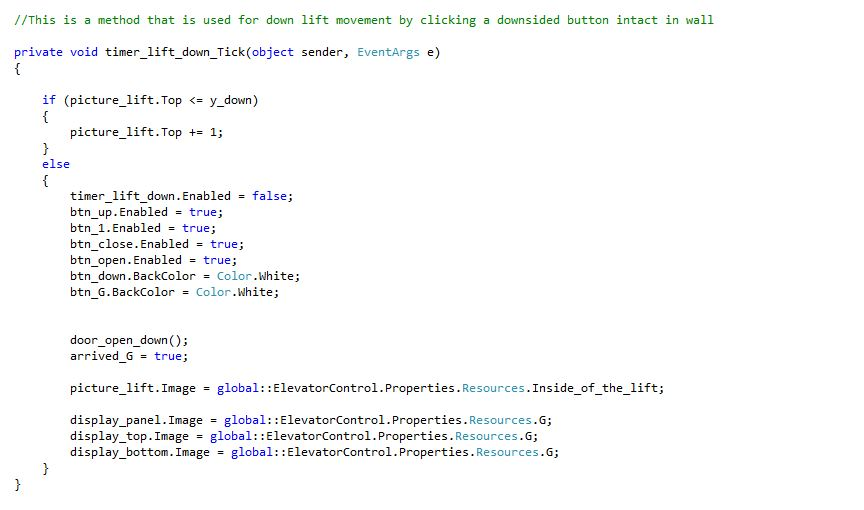 //This is a method that is used for down lift movement by clicking a downsided button intact in wall
private void timer_lift_down_Tick(object sender, EventArgs e)
{
if (picture_lift.Top <= y_down)
{
picture_lift.Top += 1;
}
else
{
timer_lift_down.Enabled = false;
btn_up.Enabled = true;
btn_1.Enabled = true;
btn_close.Enabled = true;
btn_open.Enabled = true;
btn_down.BackColor = Color.White;
btn_G.BackColor = Color.White;
door_open_down();
arrived_G = true;
picture_lift.Image = global::ElevatorControl.Properties.Resources.Inside_of_the_lift;
display_panel.Image = global::ElevatorControl.Properties.Resources.G;
display_top.Image = global::ElevatorControl.Properties.Resources.G;
display_bottom.Image = global::ElevatorControl.Properties.Resources.G;
}
}